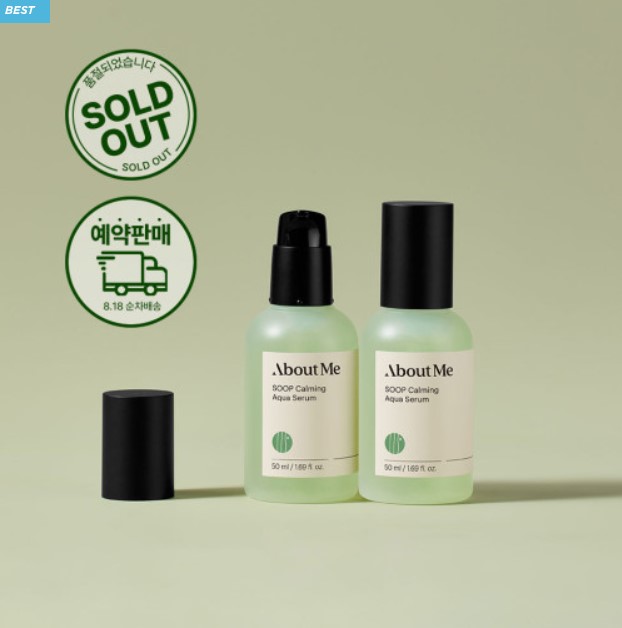 BEST
품절되었습니다
SOLD
OUT
SOLD OUT
예약판매
8.18 순차배송
About Me
SOOP Calming
Aqua Serum
50 ml / 1.69 fl. oz.
About Me
SOOP Calming
Aqua Serum
50 ml / 1.69 fl. oz.